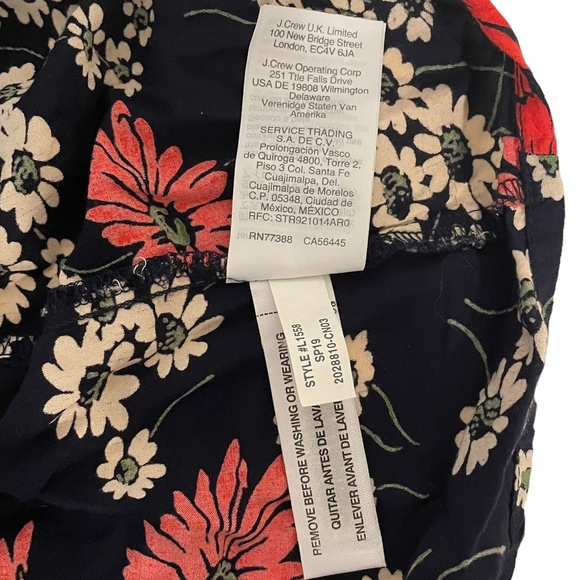 J.Crew U.K. Limited
100 New Bridge Street
London, EC4V 6JA
J.Crew Operating Corp
251 Ttle Falls Drive
USA DE 19808 Wilmington
Delaware
Verenidge Staten Van
Amerika
SERVICE TRADING
S.A. DE C.V.
Prolongación Vasco
de Quiroga 4800, Torre 2,
Piso 3 Col. Santa Fe
Cuajimalpa, Del.
Cuajimalpa de Morelos
C.P. 05348, Ciudad de
México, MÉXICO
RFC: STR921014AR0
RN77388 CA56445
STYLE #L1558
SP19
2028810-CN03
REMOVE BEFORE WASHING OR WEARING
QUITAR ANTES DE LAVA
ENLEVER AVANT DE LAVER